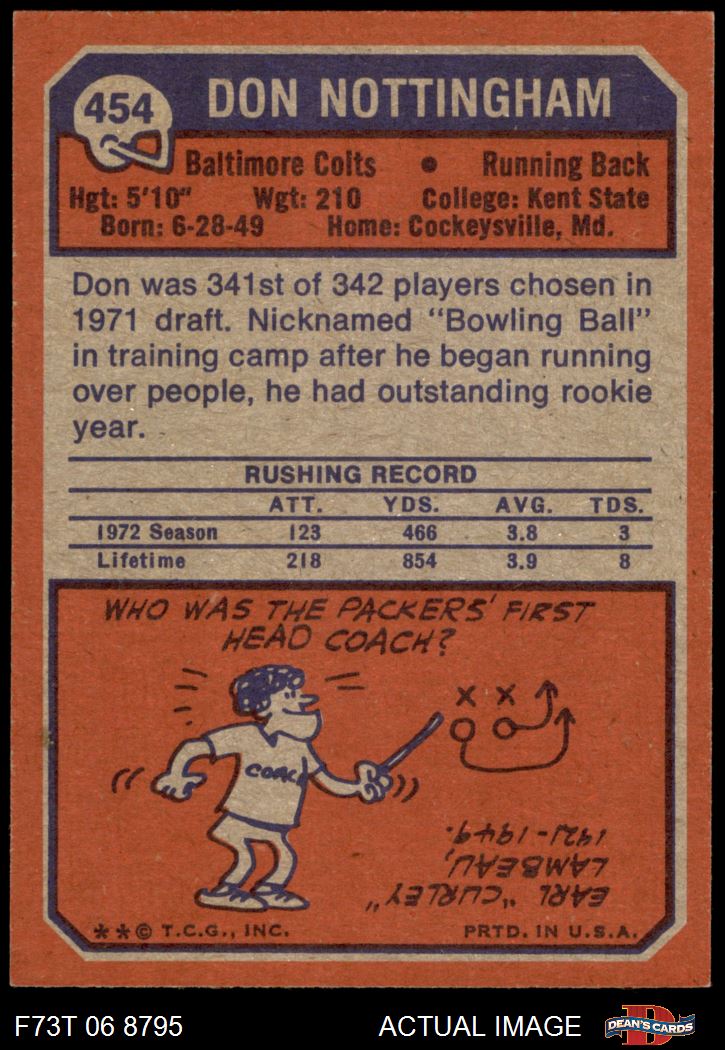 454
DON NOTTINGHAM
Baltimore Colts • Running Back
Hgt: 5'10" Wgt: 210 College: Kent State
Born: 6-28-49 Home: Cockeysville, Md.
Don was 341st of 342 players chosen in
1971 draft. Nicknamed "Bowling Ball"
in training camp after he began running
over people, he had outstanding rookie
year.
RUSHING RECORD
ATT. YDS. AVG. TDS.
1972 Season 123 466 3.8 3
Lifetime 218 854 3.9 8
WHO WAS THE PACKERS' FIRST
HEAD COACH?
X X
COACH
EARL "CURLEY"
LAMBEAU,
1921-1949.
**© T.C.G., INC. PRTD. IN U.S.A.
F73T 06 8795 ACTUAL IMAGE
D
DEAN'S CARDS